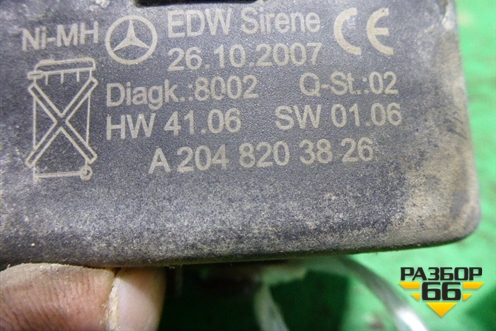 Ni-MH EDW Sirene CE
26.10.2007
Diagk.:8002 Q-St.:02
HW 41.06 SW 01.06
A 204 820 38 26
РАЗБОР
66